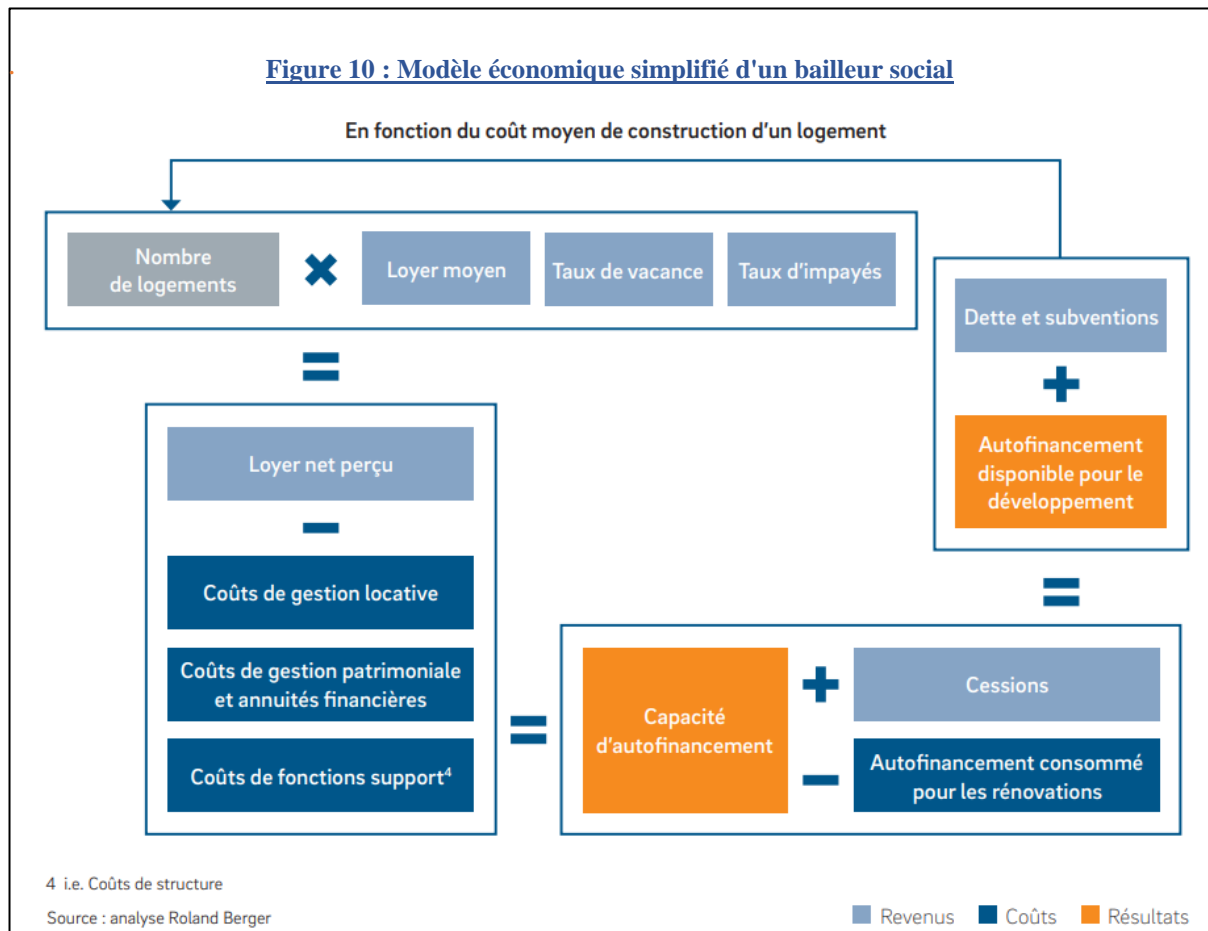 Figure 10 : Modèle économique simplifié d'un bailleur social
En fonction du coût moyen de construction d'un logement
Nombre
de logements
×
Loyer moyen
Taux de vacance
Taux d'impayés
=
Loyer net perçu
−
Coûts de gestion locative
Coûts de gestion patrimoniale
et annuités financières
Coûts de fonctions support⁴
=
Capacité
d'autofinancement
+
Cessions
−
Autofinancement consommé
pour les rénovations
=
Dette et subventions
+
Autofinancement
disponible pour le
développement
4 i.e. Coûts de structure
Source : analyse Roland Berger
Revenus
Coûts
Résultats